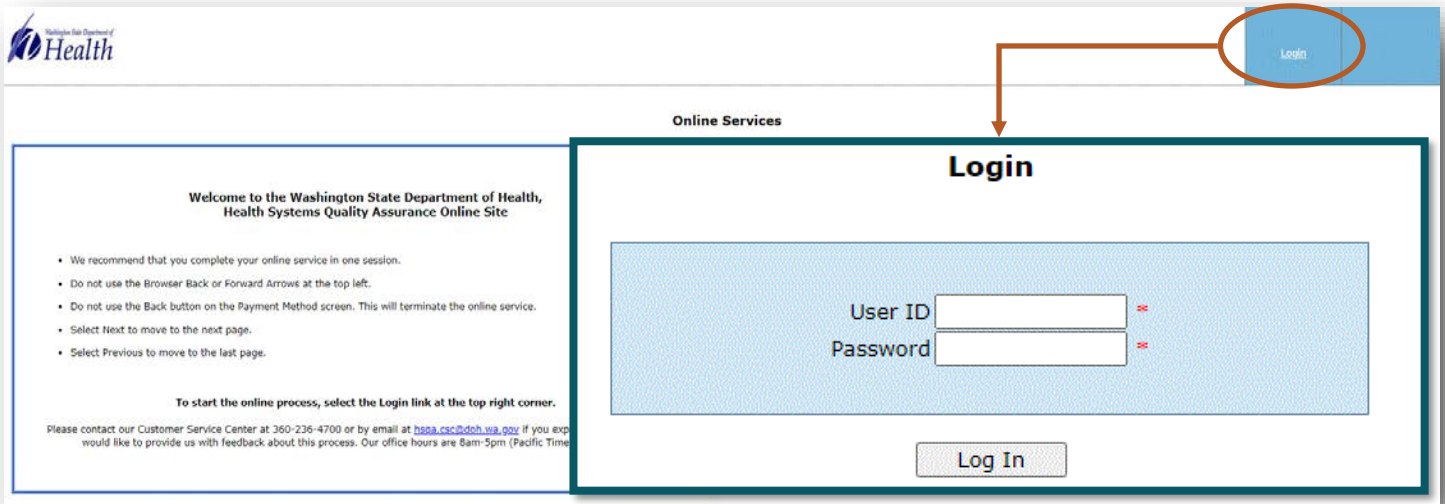 Washington State Department of
Health
Login
Online Services
Welcome to the Washington State Department of Health,
Health Systems Quality Assurance Online Site
• We recommend that you complete your online service in one session.
• Do not use the Browser Back or Forward Arrows at the top left.
• Do not use the Back button on the Payment Method screen. This will terminate the online service.
• Select Next to move to the next page.
• Select Previous to move to the last page.
To start the online process, select the Login link at the top right corner.
Please contact our Customer Service Center at 360-236-4700 or by email at hsqa.csc@doh.wa.gov if you exp
would like to provide us with feedback about this process. Our office hours are 8am-5pm (Pacific Time
Login
User ID *
Password *
Log In